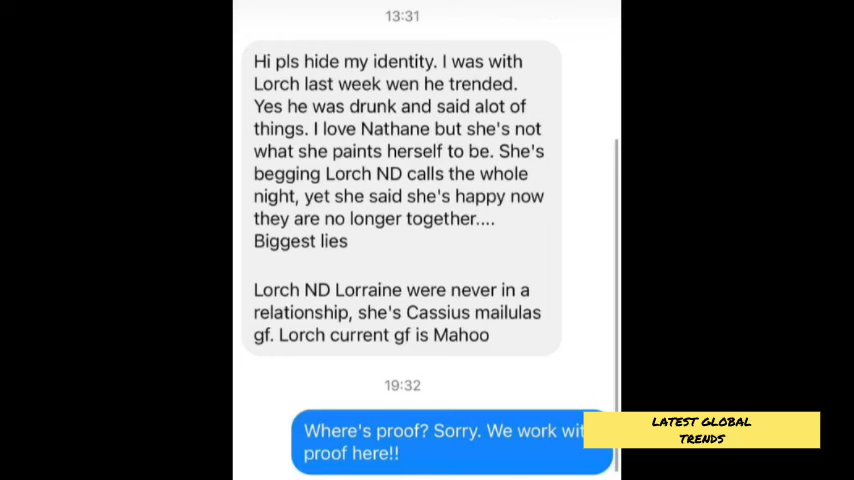 13:31
Hi pls hide my identity. I was with
Lorch last week wen he trended.
Yes he was drunk and said alot of
things. I love Nathane but she's not
what she paints herself to be. She's
begging Lorch ND calls the whole
night, yet she said she's happy now
they are no longer together....
Biggest lies
Lorch ND Lorraine were never in a
relationship, she's Cassius mailulas
gf. Lorch current gf is Mahoo
19:32
Where's proof? Sorry. We work
proof here!!
LATEST GLOBAL
TRENDS